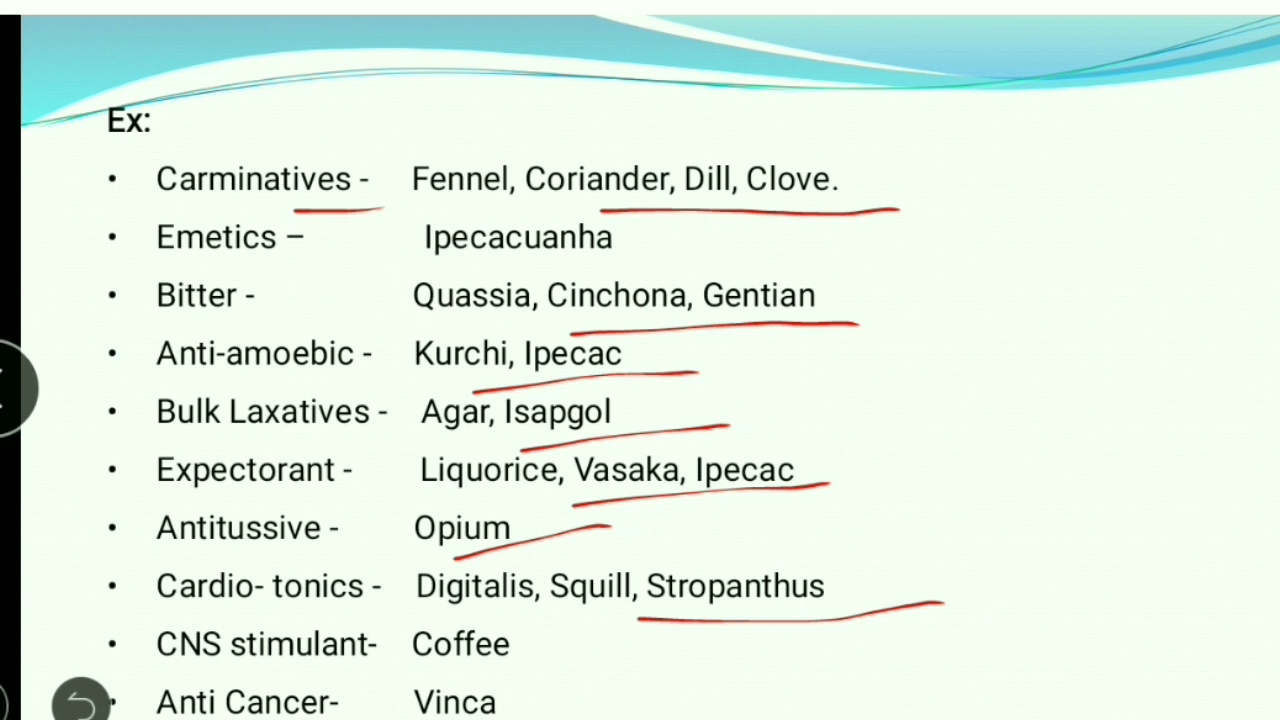 Ex:
• Carminatives - Fennel, Coriander, Dill, Clove.
• Emetics – Ipecacuanha
• Bitter - Quassia, Cinchona, Gentian
• Anti-amoebic - Kurchi, Ipecac
• Bulk Laxatives - Agar, Isapgol
• Expectorant - Liquorice, Vasaka, Ipecac
• Antitussive - Opium
• Cardio- tonics - Digitalis, Squill, Stropanthus
• CNS stimulant- Coffee
• Anti Cancer- Vinca